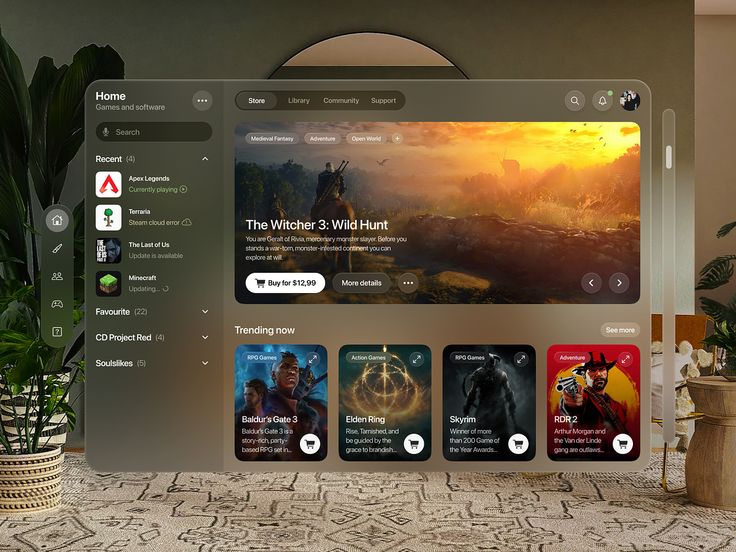 Home
Games and software
Search
Recent (4)
Apex Legends
Currently playing
Terraria
Steam cloud error
THE LAST OF US
The Last of Us
Update is available
Minecraft
Updating...
Favourite (22)
CD Project Red (4)
Soulslikes (5)
Store Library Community Support
Medieval Fantasy Adventure Open World +
The Witcher 3: Wild Hunt
You are Geralt of Rivia, mercenary monster slayer. Before you
stands a war-torn, monster-infested continent you can
explore at will.
Buy for $12,99 More details
Trending now
See more
RPG Games
Baldur's Gate 3
Baldur's Gate 3 is a
story-rich, party-
based RPG set in...
Action Games
Elden Ring
Rise, Tarnished, and
be guided by the
grace to brandish...
RPG Games
Skyrim
Winner of more
than 200 Game of
the Year Awards...
Adventure
RDR 2
Arthur Morgan and
the Van der Linde
gang are outlaws...